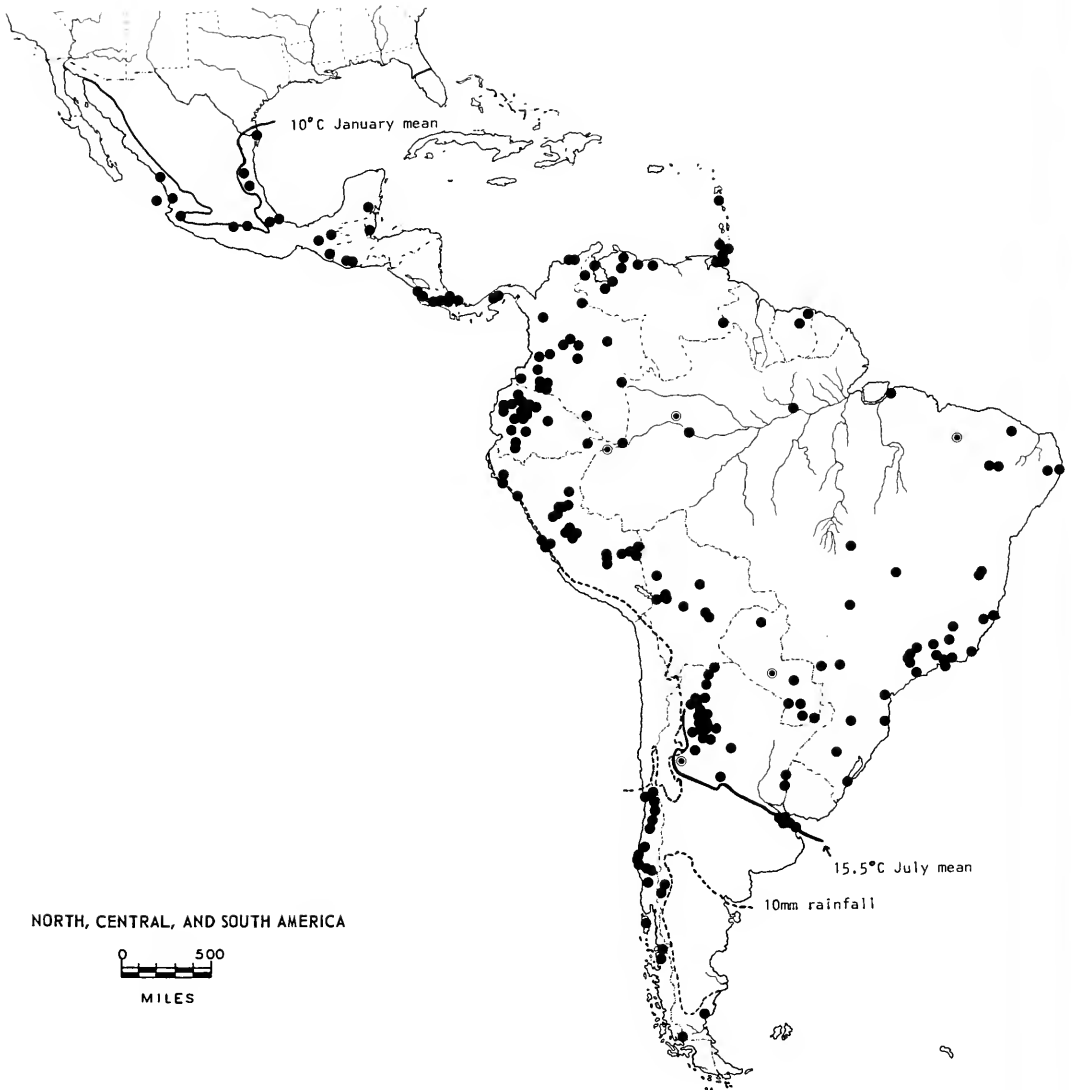 10°C January mean
15.5°C July mean
10mm rainfall
NORTH, CENTRAL, AND SOUTH AMERICA
0 500
MILES